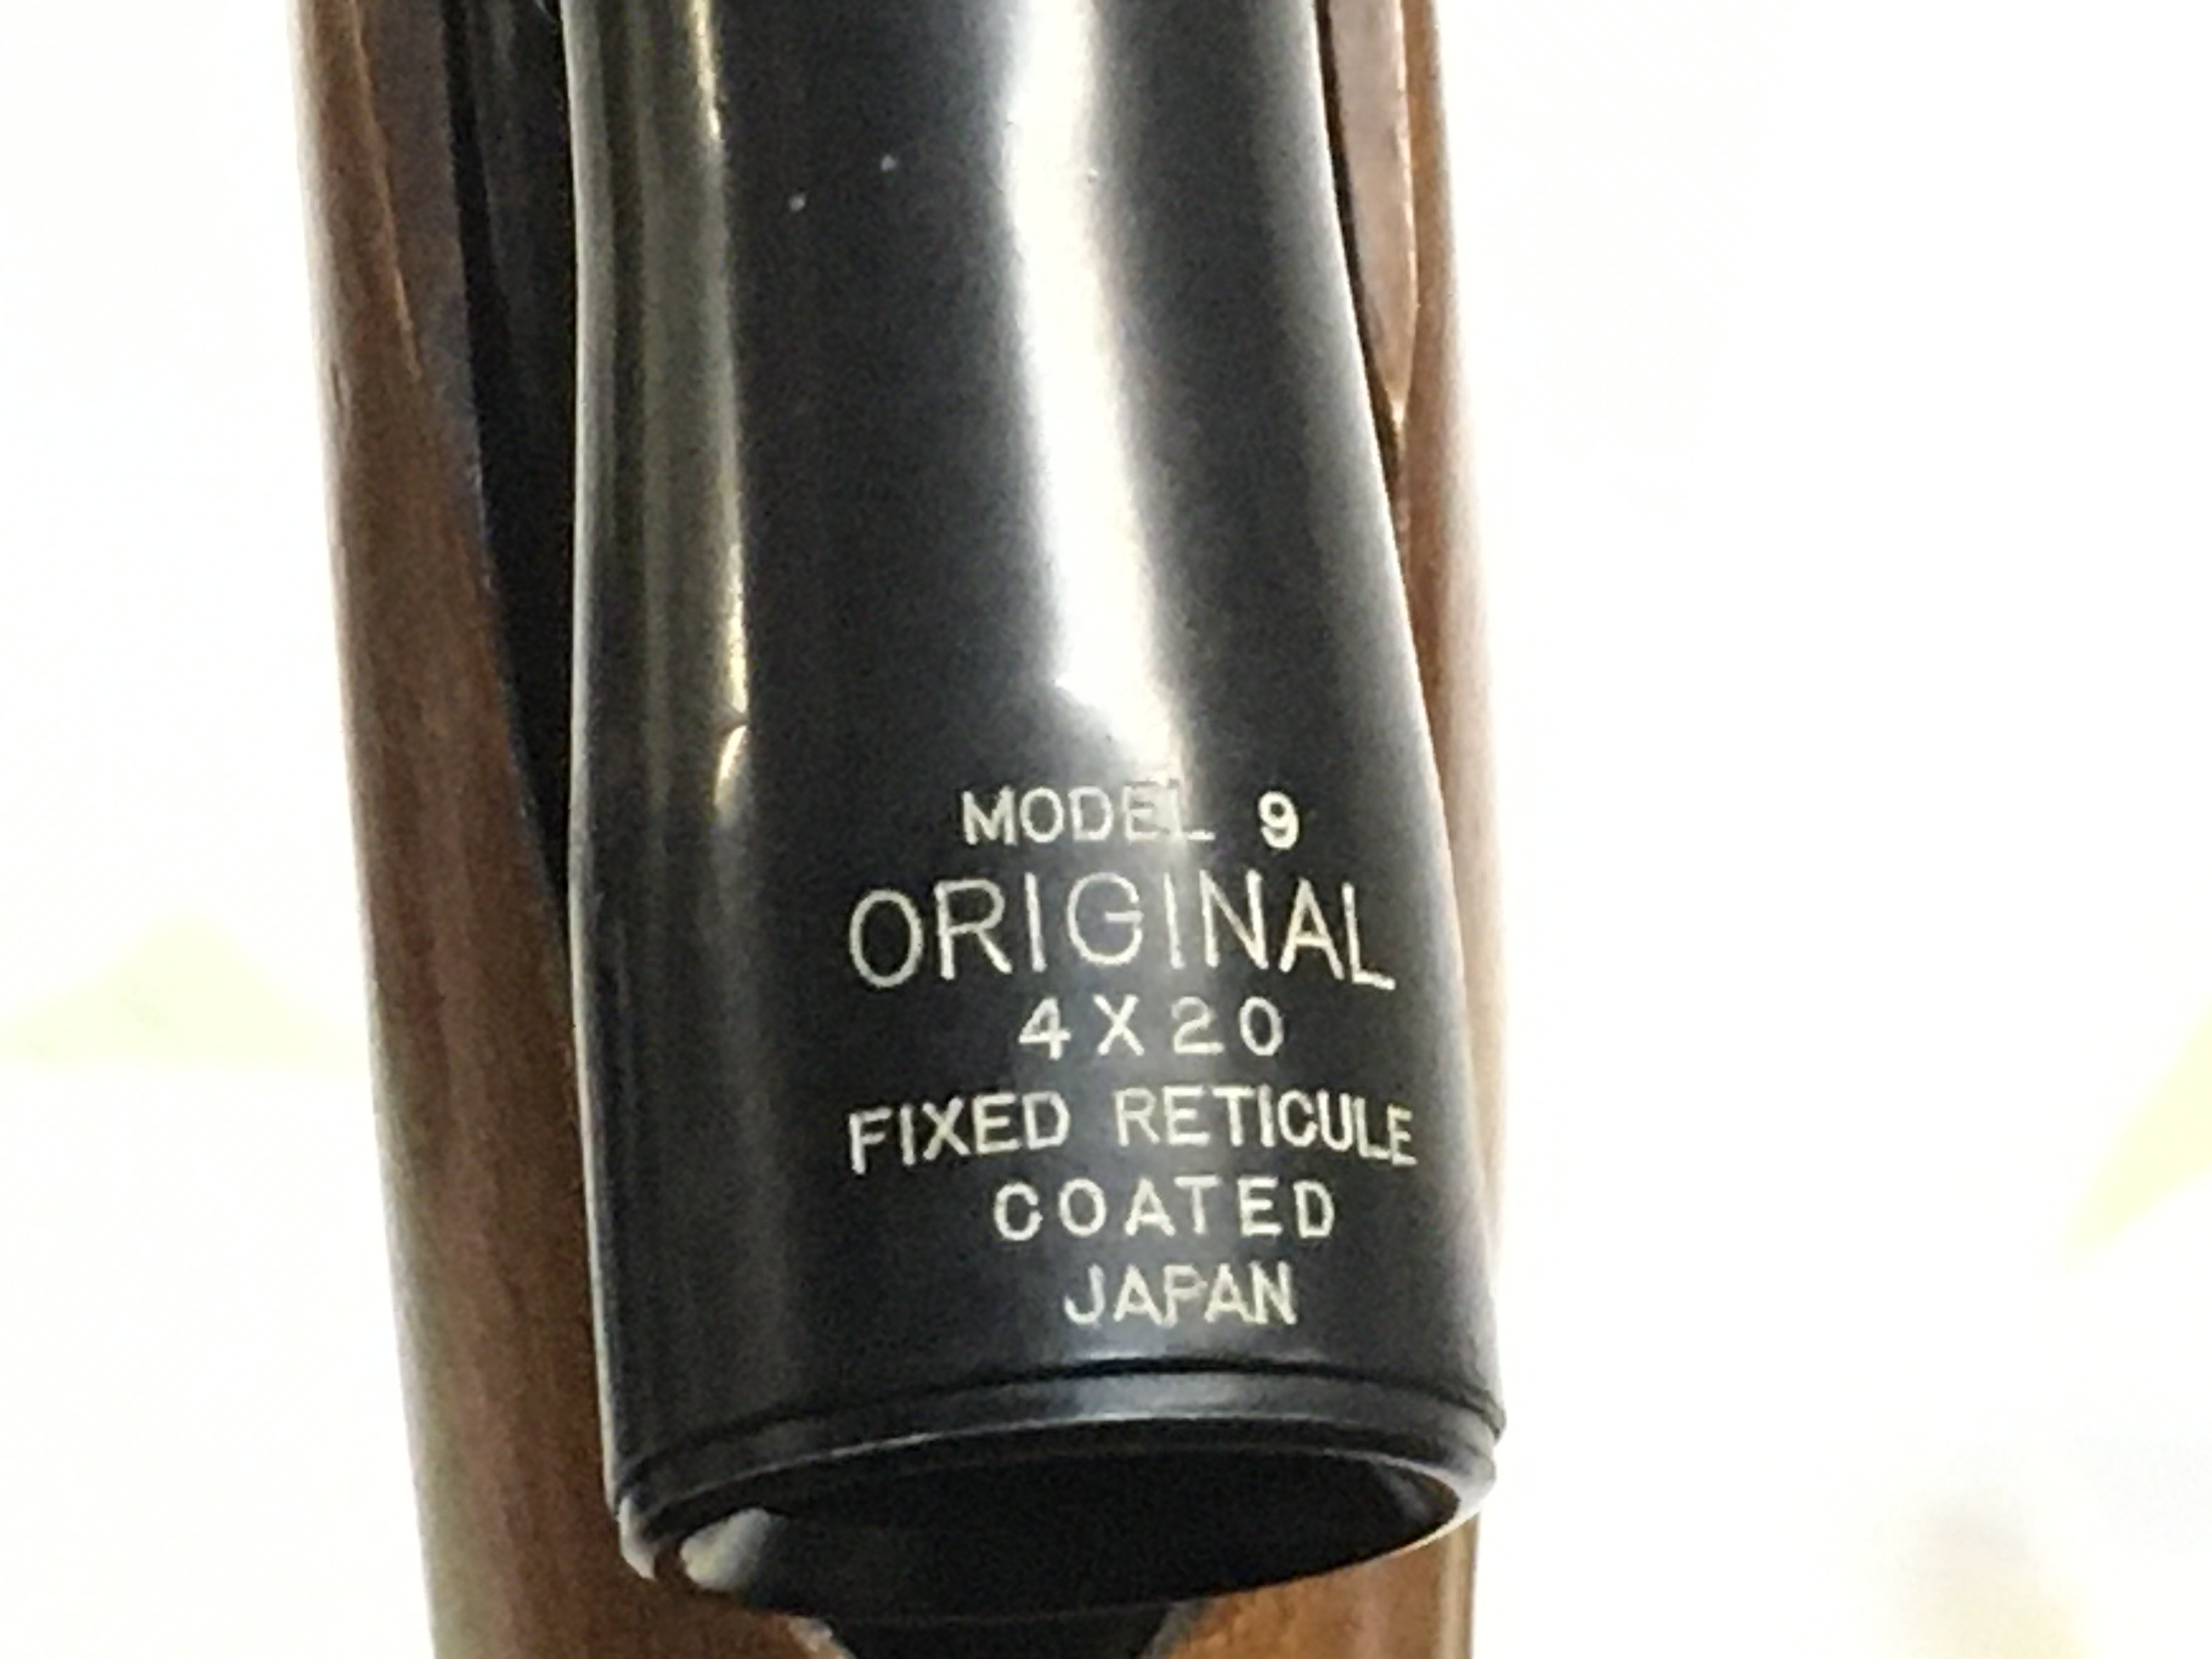 MODEL 9
ORIGINAL
4X20
FIXED RETICULE
COATED
JAPAN